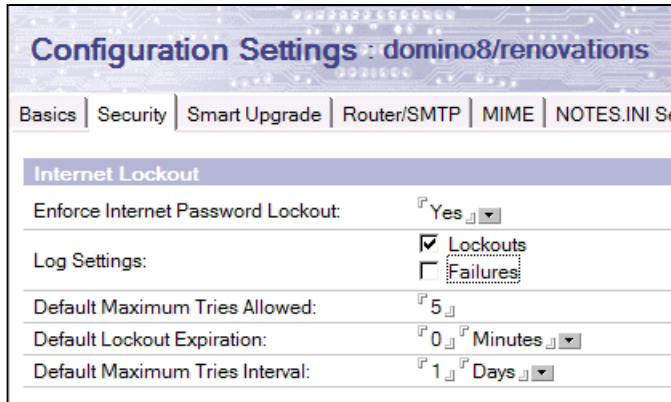 Configuration Settings : domino8/renovations
Basics Security Smart Upgrade Router/SMTP MIME NOTES.INI Se
Internet Lockout
Enforce Internet Password Lockout: Yes
Log Settings: Lockouts
Failures
Default Maximum Tries Allowed: 5
Default Lockout Expiration: 0 Minutes
Default Maximum Tries Interval: 1 Days